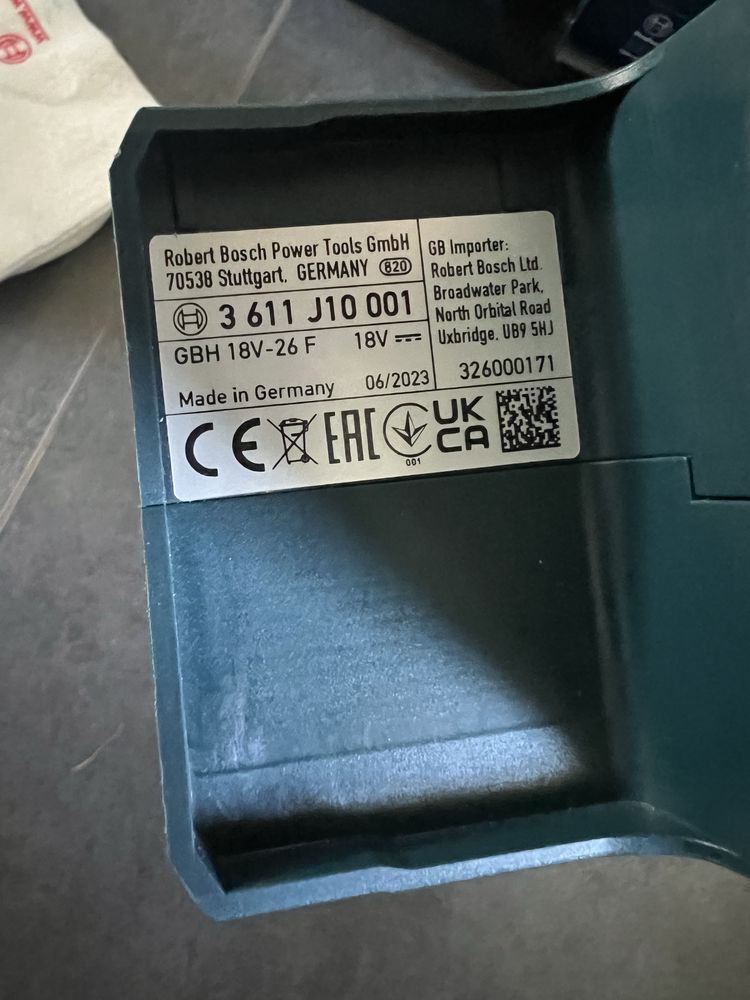 Robert Bosch Power Tools GmbH
70538 Stuttgart, GERMANY 820
3 611 J10 001
GBH 18V-26 F 18V
Made in Germany 06/2023
GB Importer:
Robert Bosch Ltd.
Broadwater Park,
North Orbital Road
Uxbridge, UB9 5HJ
326000171
CE EAC 001 UK
CA